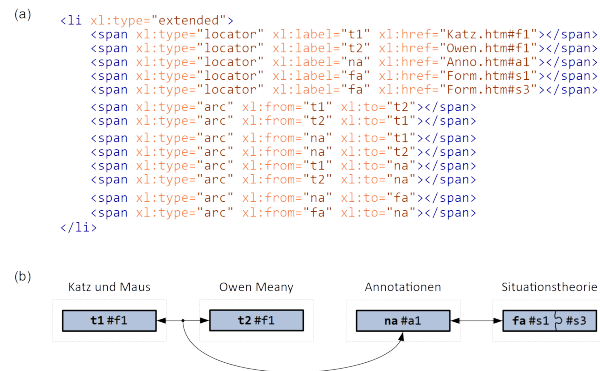 (a)
<li xl:type="extended">
<span xl:type="locator" xl:label="t1" xl:href="Katz.htm#f1"></span>
<span xl:type="locator" xl:label="t2" xl:href="Owen.htm#f1"></span>
<span xl:type="locator" xl:label="na" xl:href="Anno.htm#a1"></span>
<span xl:type="locator" xl:label="fa" xl:href="Form.htm#s1"></span>
<span xl:type="locator" xl:label="fa" xl:href="Form.htm#s3"></span>
<span xl:type="arc" xl:from="t1" xl:to="t2"></span>
<span xl:type="arc" xl:from="t2" xl:to="t1"></span>
<span xl:type="arc" xl:from="na" xl:to="t1"></span>
<span xl:type="arc" xl:from="na" xl:to="t2"></span>
<span xl:type="arc" xl:from="t1" xl:to="na"></span>
<span xl:type="arc" xl:from="t2" xl:to="na"></span>
<span xl:type="arc" xl:from="na" xl:to="fa"></span>
<span xl:type="arc" xl:from="fa" xl:to="na"></span>
</li>
(b)
Katz und Maus Owen Meany Annotationen Situationstheorie
t1 #f1 t2 #f1 na #a1 fa #s1 #s3